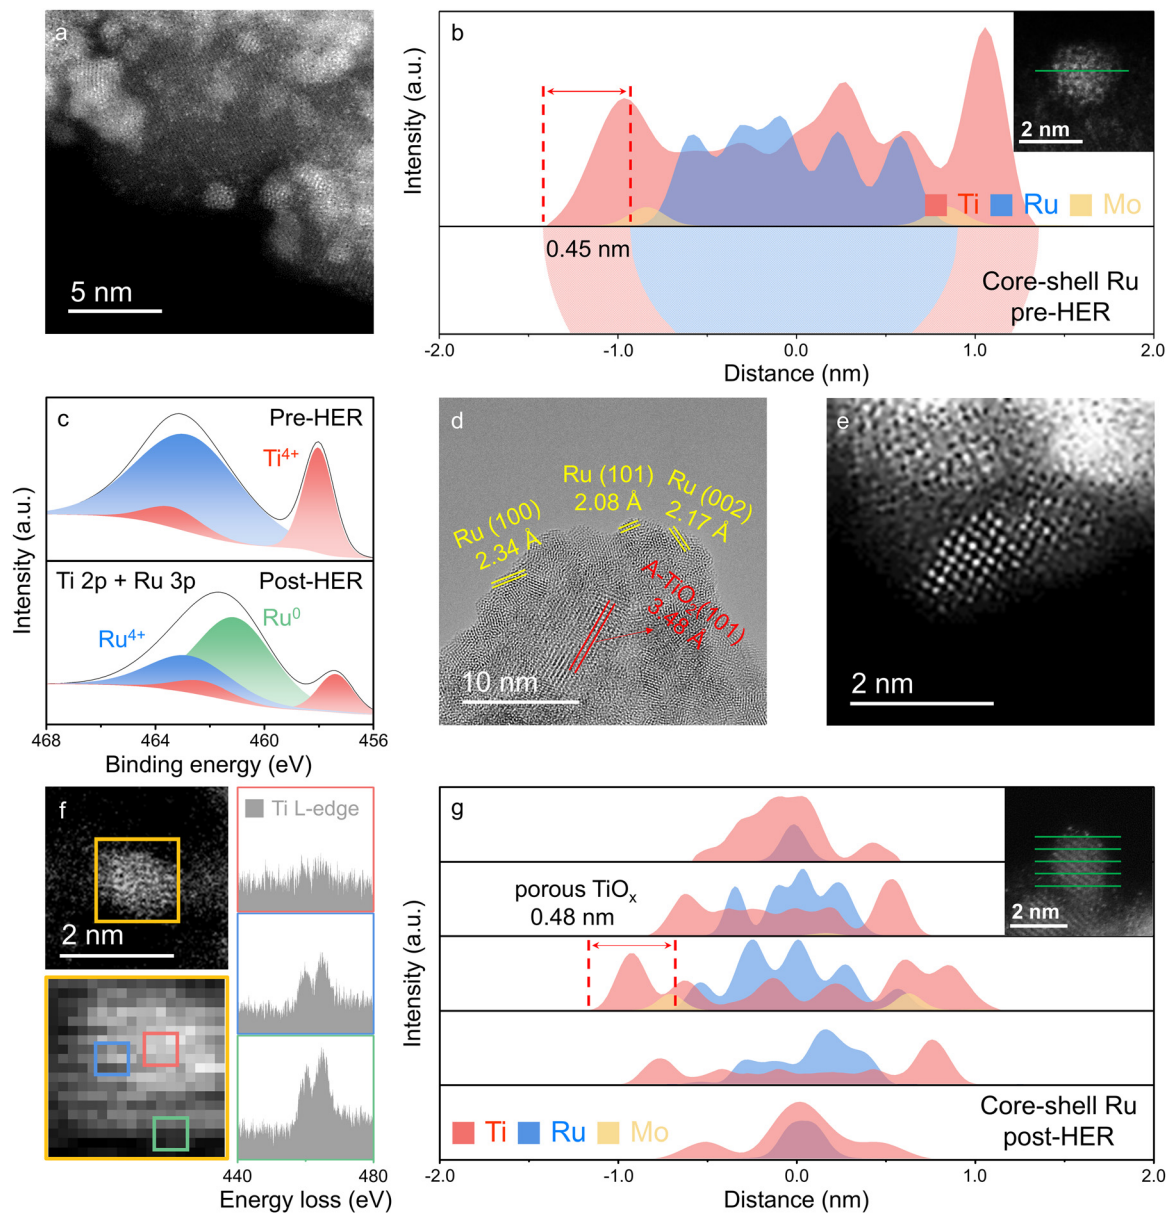 a
5 nm
b
Intensity (a.u.)
2 nm
Ti Ru Mo
0.45 nm
Core-shell Ru
pre-HER
-2.0 -1.0 0.0 1.0 2.0
Distance (nm)
c
Pre-HER
Ti4+
Intensity (a.u.)
Ti 2p + Ru 3p
Post-HER
Ru0
Ru4+
468 464 460 456
Binding energy (eV)
d
Ru (100)
2.34 Å
Ru (101)
2.08 Å
Ru (002)
2.17 Å
A-TiO2(101)
3.48 Å
10 nm
e
2 nm
f
2 nm
Ti L-edge
440 480
Energy loss (eV)
g
Intensity (a.u.)
porous TiOx
0.48 nm
2 nm
Ti Ru Mo
Core-shell Ru
post-HER
-2.0 -1.0 0.0 1.0 2.0
Distance (nm)